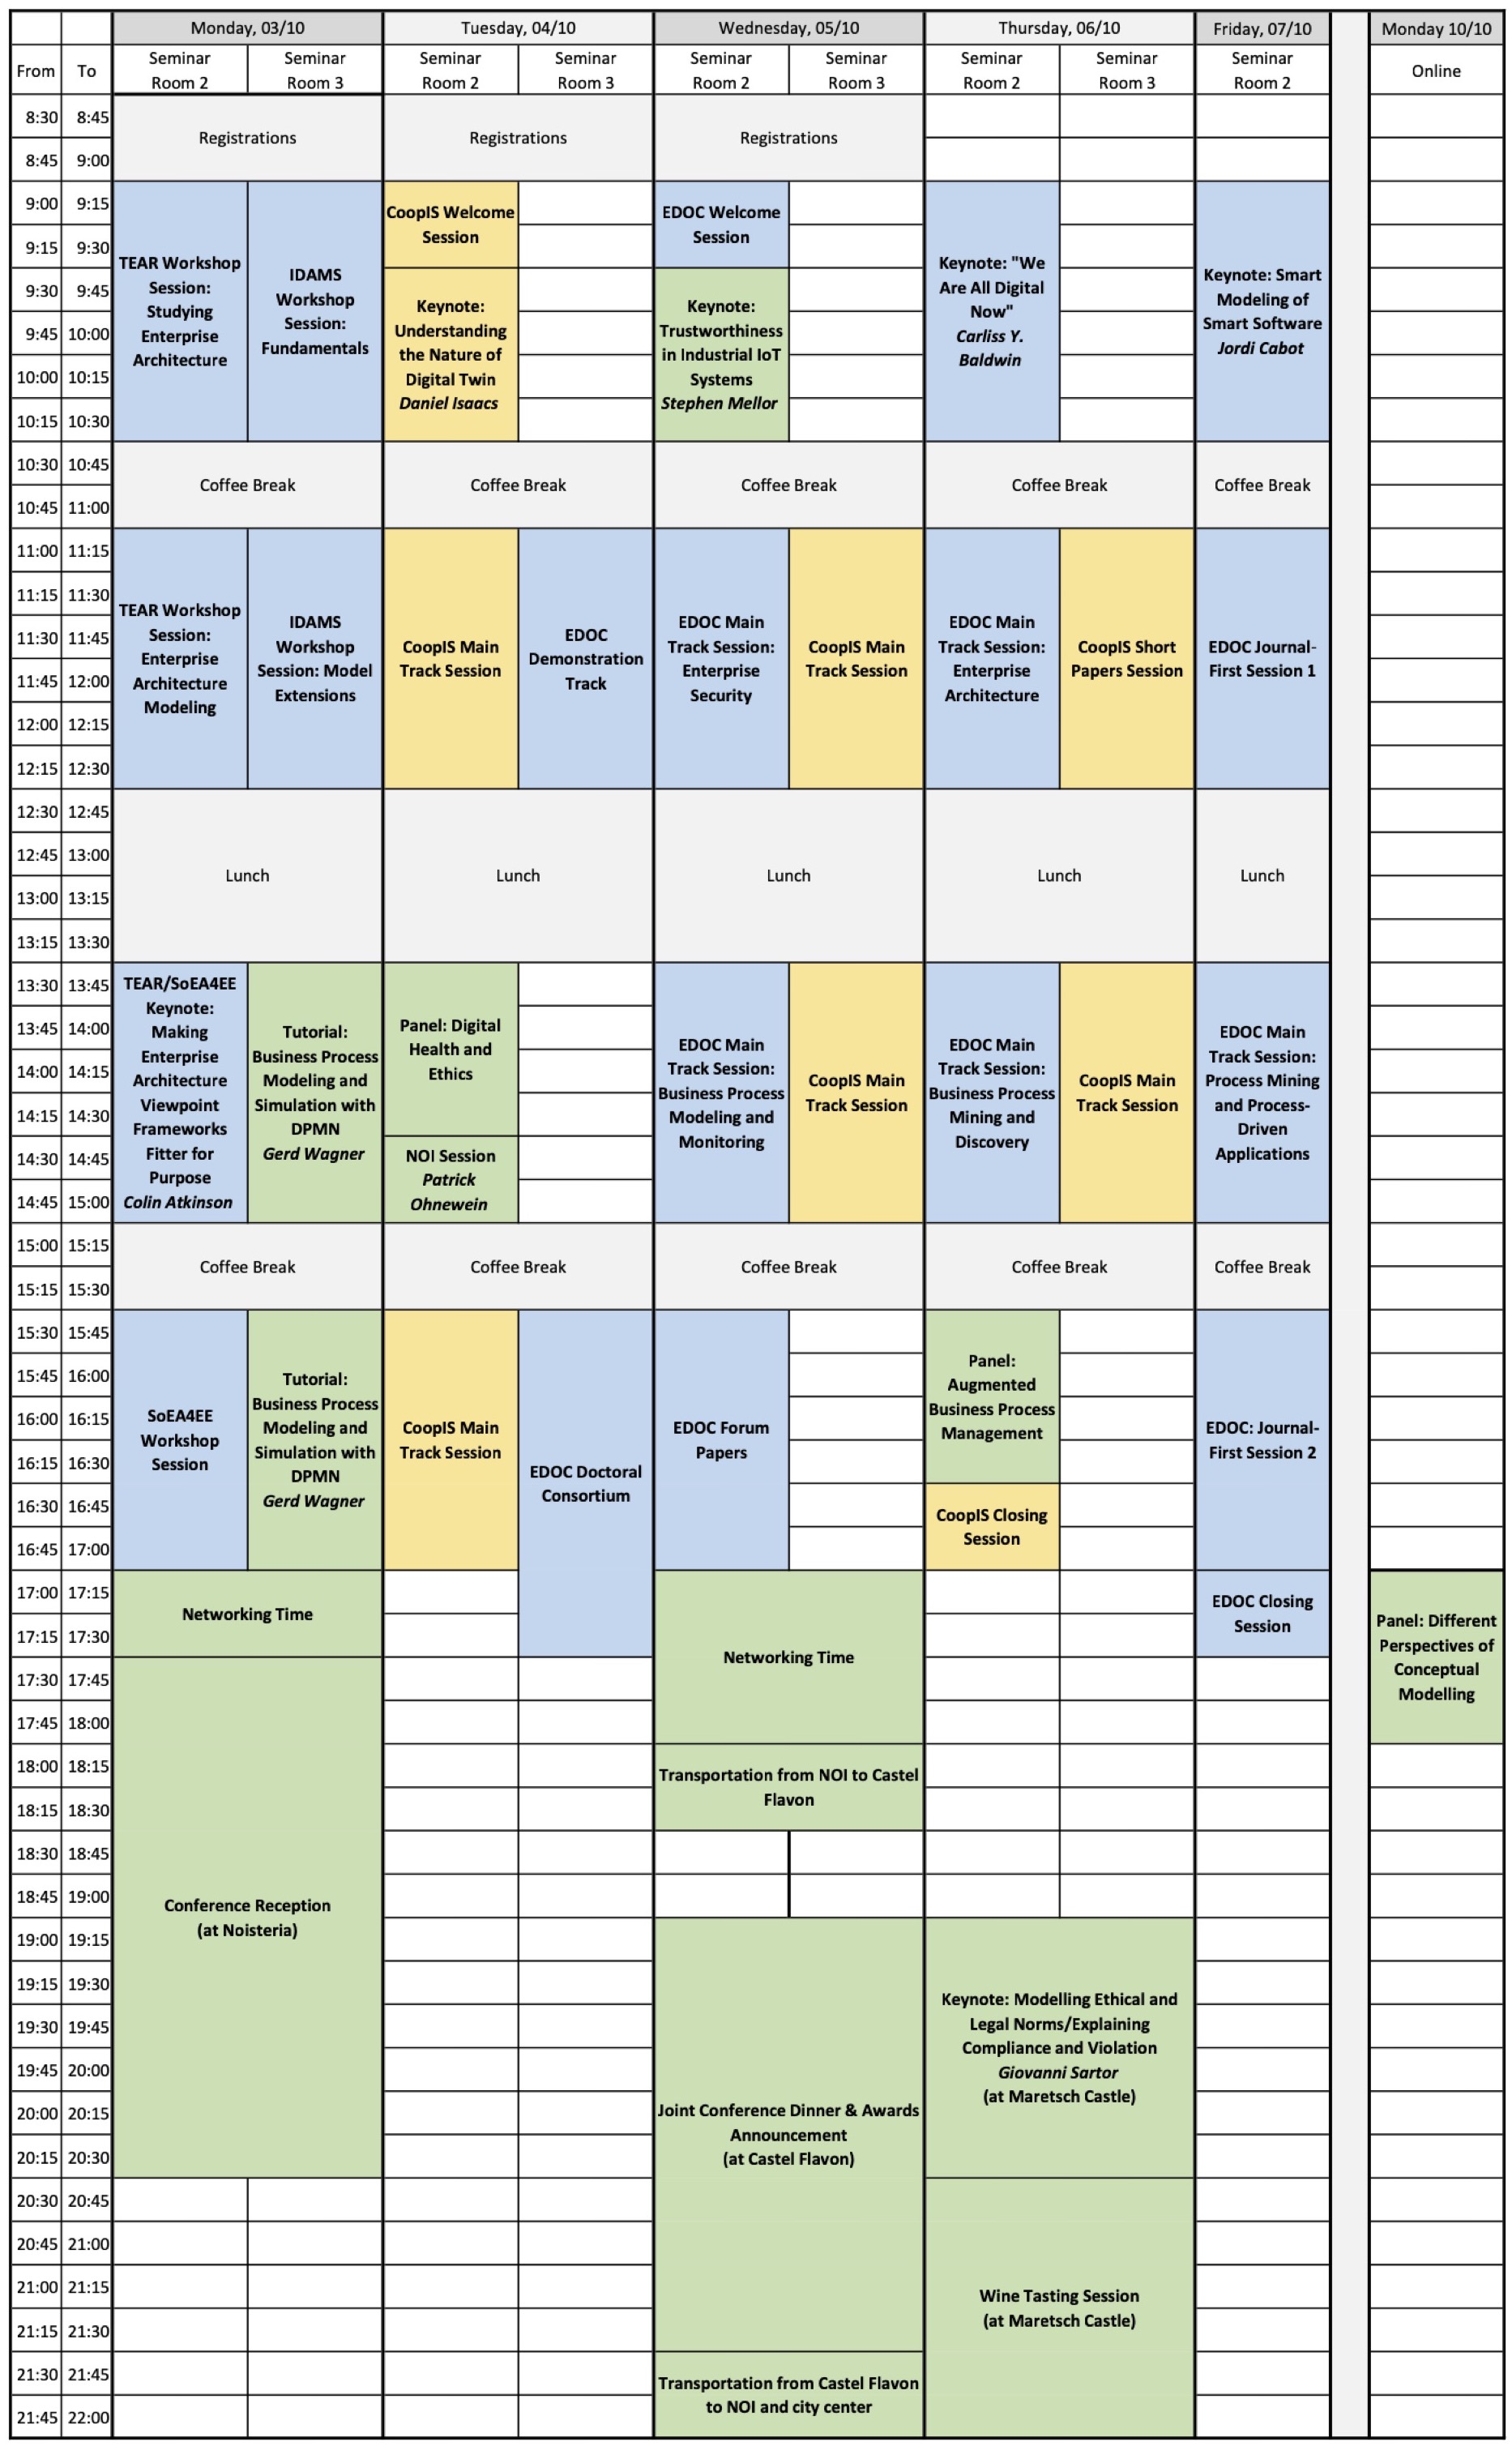 Monday, 03/10
Tuesday, 04/10
Wednesday, 05/10
Thursday, 06/10
Friday, 07/10
Monday 10/10
From
To
Seminar
Room 2
Seminar
Room 3
Seminar
Room 2
Seminar
Room 3
Seminar
Room 2
Seminar
Room 3
Seminar
Room 2
Seminar
Room 3
Seminar
Room 2
Online
8:30 8:45
8:45 9:00
Registrations
Registrations
Registrations
9:00 9:15
9:15 9:30
9:30 9:45
9:45 10:00
10:00 10:15
10:15 10:30
TEAR Workshop
Session:
Studying
Enterprise
Architecture
IDAMS
Workshop
Session:
Fundamentals
CoopIS Welcome
Session
Keynote:
Understanding
the Nature of
Digital Twin
Daniel Isaacs
EDOC Welcome
Session
Keynote:
Trustworthiness
in Industrial IoT
Systems
Stephen Mellor
Keynote: "We
Are All Digital
Now"
Carliss Y.
Baldwin
Keynote: Smart
Modeling of
Smart Software
Jordi Cabot
10:30 10:45
10:45 11:00
Coffee Break
Coffee Break
Coffee Break
Coffee Break
Coffee Break
11:00 11:15
11:15 11:30
11:30 11:45
11:45 12:00
12:00 12:15
12:15 12:30
TEAR Workshop
Session:
Enterprise
Architecture
Modeling
IDAMS
Workshop
Session: Model
Extensions
CoopIS Main
Track Session
EDOC
Demonstration
Track
EDOC Main
Track Session:
Enterprise
Security
CoopIS Main
Track Session
EDOC Main
Track Session:
Enterprise
Architecture
CoopIS Short
Papers Session
EDOC Journal-
First Session 1
12:30 12:45
12:45 13:00
13:00 13:15
13:15 13:30
Lunch
Lunch
Lunch
Lunch
Lunch
13:30 13:45
13:45 14:00
14:00 14:15
14:15 14:30
14:30 14:45
14:45 15:00
TEAR/SoEA4EE
Keynote:
Making
Enterprise
Architecture
Viewpoint
Frameworks
Fitter for
Purpose
Colin Atkinson
Tutorial:
Business Process
Modeling and
Simulation with
DPMN
Gerd Wagner
Panel: Digital
Health and
Ethics
NOI Session
Patrick
Ohnewein
EDOC Main
Track Session:
Business Process
Modeling and
Monitoring
CoopIS Main
Track Session
EDOC Main
Track Session:
Business Process
Mining and
Discovery
CoopIS Main
Track Session
EDOC Main
Track Session:
Process Mining
and Process-
Driven
Applications
15:00 15:15
15:15 15:30
Coffee Break
Coffee Break
Coffee Break
Coffee Break
Coffee Break
15:30 15:45
15:45 16:00
16:00 16:15
16:15 16:30
16:30 16:45
16:45 17:00
SoEA4EE
Workshop
Session
Tutorial:
Business Process
Modeling and
Simulation with
DPMN
Gerd Wagner
CoopIS Main
Track Session
EDOC Doctoral
Consortium
EDOC Forum
Papers
Panel:
Augmented
Business Process
Management
CoopIS Closing
Session
EDOC: Journal-
First Session 2
17:00 17:15
17:15 17:30
17:30 17:45
17:45 18:00
Networking Time
Networking Time
EDOC Closing
Session
Panel: Different
Perspectives of
Conceptual
Modelling
18:00 18:15
18:15 18:30
Transportation from NOI to Castel
Flavon
18:30 18:45
18:45 19:00
Conference Reception
(at Noisteria)
19:00 19:15
19:15 19:30
19:30 19:45
19:45 20:00
20:00 20:15
20:15 20:30
Keynote: Modelling Ethical and
Legal Norms/Explaining
Compliance and Violation
Giovanni Sartor
(at Maretsch Castle)
Joint Conference Dinner & Awards
Announcement
(at Castel Flavon)
20:30 20:45
20:45 21:00
21:00 21:15
21:15 21:30
Wine Tasting Session
(at Maretsch Castle)
21:30 21:45
21:45 22:00
Transportation from Castel Flavon
to NOI and city center